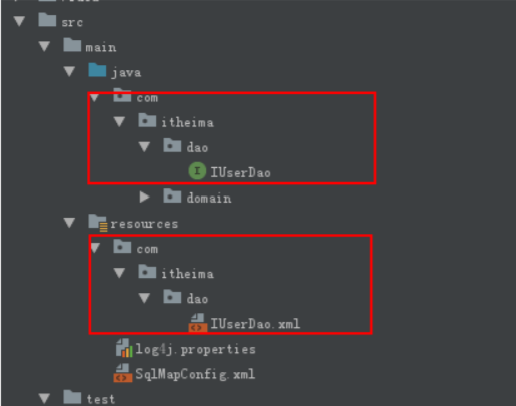 src
main
java
com
itheima
dao
IUserDao
domain
resources
com
itheima
dao
IUserDao.xml
log4j.properties
SqlMapConfig.xml
test